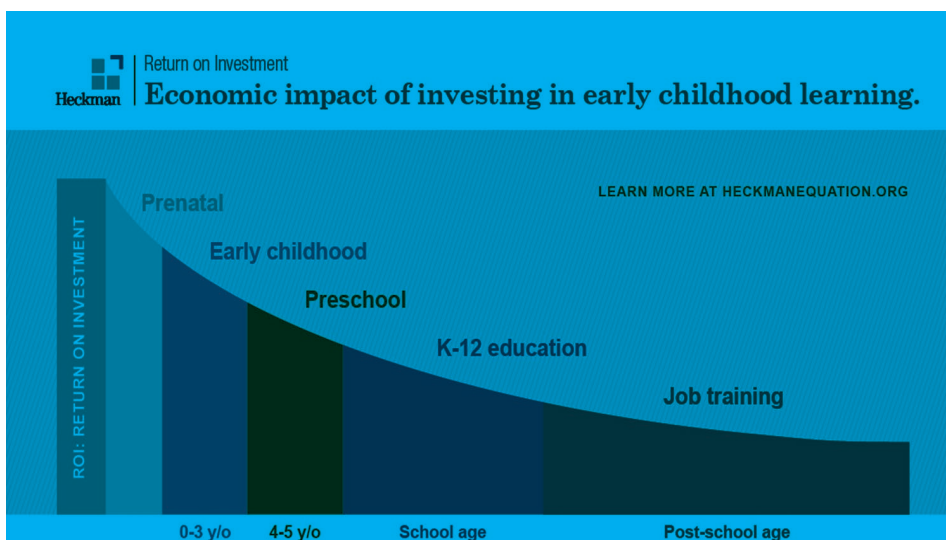 Heckman
Return on Investment
Economic impact of investing in early childhood learning.
LEARN MORE AT HECKMANEQUATION.ORG
ROI: RETURN ON INVESTMENT
Prenatal
Early childhood
Preschool
K-12 education
Job training
0-3 y/o
4-5 y/o
School age
Post-school age